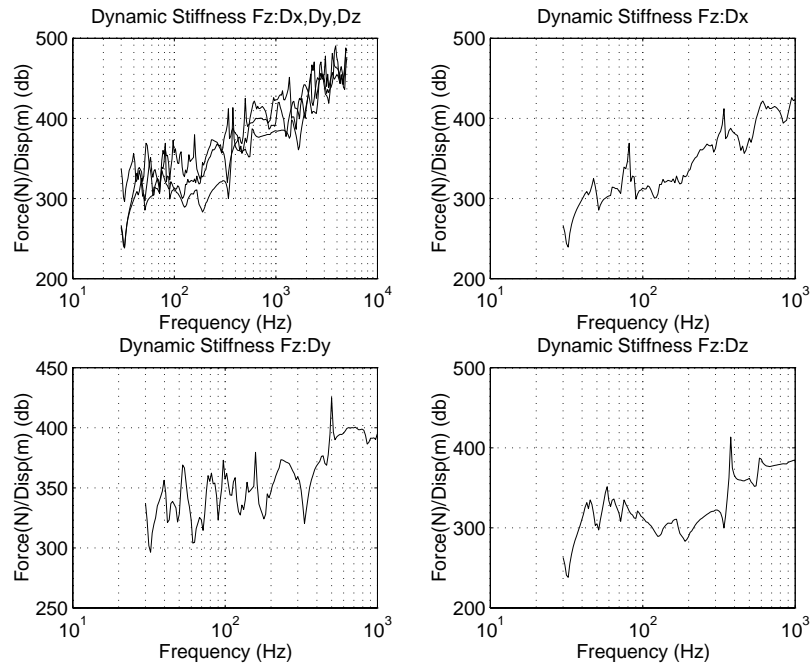 Dynamic Stiffness Fz:Dx,Dy,Dz
500
400
300
200
Force(N)/Disp(m) (db)
10^1 10^2 10^3 10^4
Frequency (Hz)
Dynamic Stiffness Fz:Dx
500
400
300
200
Force(N)/Disp(m) (db)
10^1 10^2 10^3
Frequency (Hz)
Dynamic Stiffness Fz:Dy
450
400
350
300
250
Force(N)/Disp(m) (db)
10^1 10^2 10^3
Frequency (Hz)
Dynamic Stiffness Fz:Dz
500
400
300
200
Force(N)/Disp(m) (db)
10^1 10^2 10^3
Frequency (Hz)